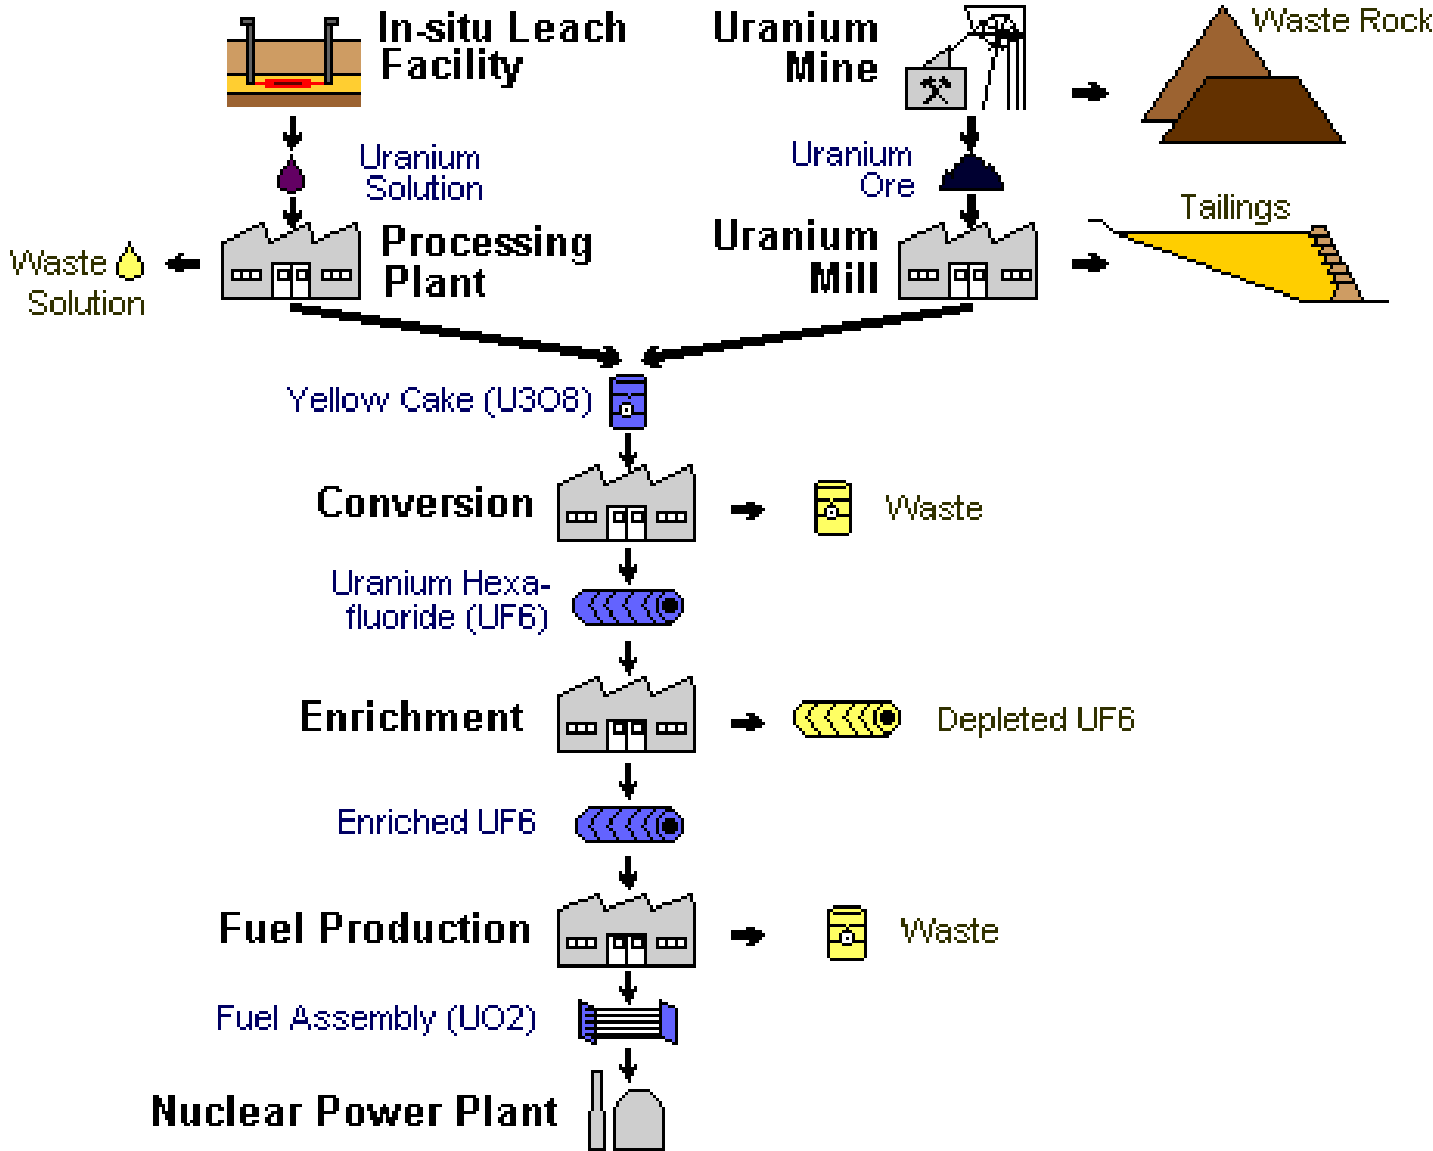 In-situ Leach
Facility
Uranium
Mine
Waste Rock
Uranium
Solution
Uranium
Ore
Waste
Solution
Processing
Plant
Uranium
Mill
Tailings
Yellow Cake (U3O8)
Conversion
Waste
Uranium Hexa-
fluoride (UF6)
Enrichment
Depleted UF6
Enriched UF6
Fuel Production
Waste
Fuel Assembly (UO2)
Nuclear Power Plant